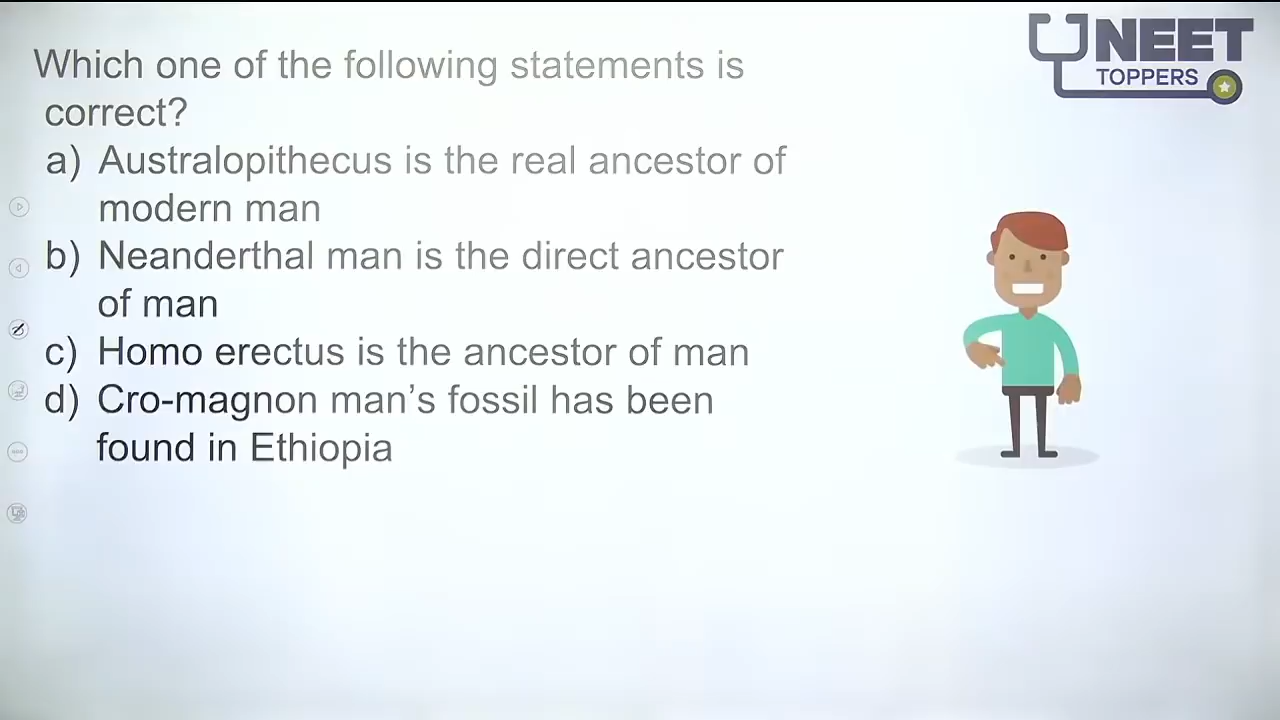 Which one of the following statements is
correct?
a) Australopithecus is the real ancestor of
modern man
b) Neanderthal man is the direct ancestor
of man
c) Homo erectus is the ancestor of man
d) Cro-magnon man's fossil has been
found in Ethiopia
NEET
TOPPERS